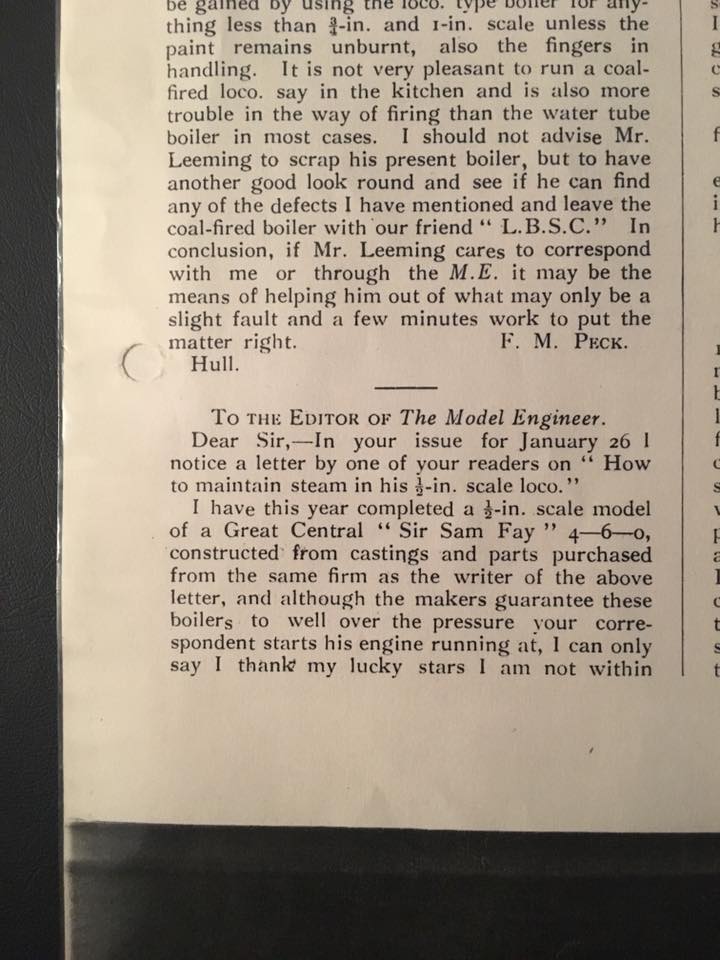 be gained by using the loco. type boiler for any-
thing less than ¾-in. and 1-in. scale unless the
paint remains unburnt, also the fingers in
handling. It is not very pleasant to run a coal-
fired loco. say in the kitchen and is also more
trouble in the way of firing than the water tube
boiler in most cases. I should not advise Mr.
Leeming to scrap his present boiler, but to have
another good look round and see if he can find
any of the defects I have mentioned and leave the
coal-fired boiler with our friend “ L.B.S.C.” In
conclusion, if Mr. Leeming cares to correspond
with me or through the M.E. it may be the
means of helping him out of what may only be a
slight fault and a few minutes work to put the
matter right. F. M. PECK.
Hull.
TO THE EDITOR OF The Model Engineer.
Dear Sir,—In your issue for January 26 I
notice a letter by one of your readers on “ How
to maintain steam in his ½-in. scale loco.”
I have this year completed a ½-in. scale model
of a Great Central “ Sir Sam Fay ” 4—6—0,
constructed from castings and parts purchased
from the same firm as the writer of the above
letter, and although the makers guarantee these
boilers to well over the pressure your corre-
spondent starts his engine running at, I can only
say I thank my lucky stars I am not within